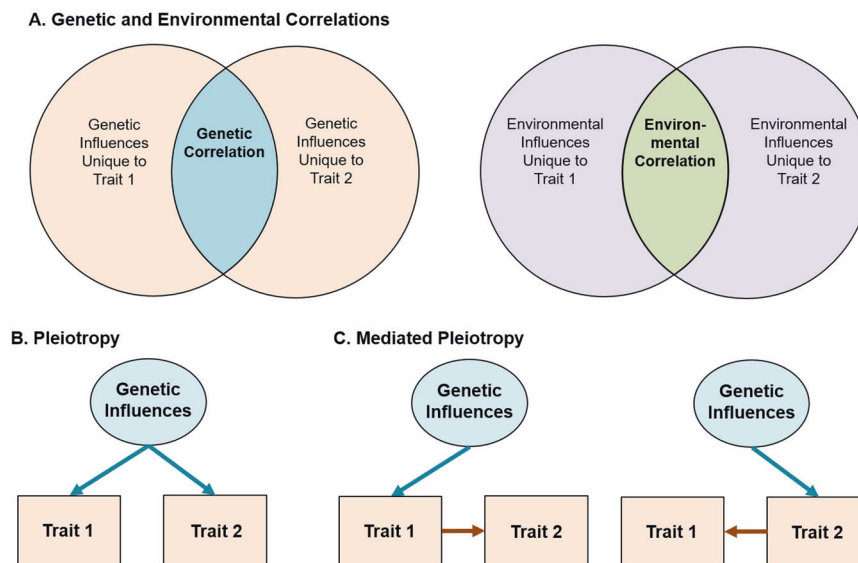 A. Genetic and Environmental Correlations
Genetic
Influences
Unique to
Trait 1
Genetic
Correlation
Genetic
Influences
Unique to
Trait 2
Environmental
Influences
Unique to
Trait 1
Environ-
mental
Correlation
Environmental
Influences
Unique to
Trait 2
B. Pleiotropy
C. Mediated Pleiotropy
Genetic
Influences
Trait 1
Trait 2
Genetic
Influences
Trait 1
Trait 2
Genetic
Influences
Trait 1
Trait 2